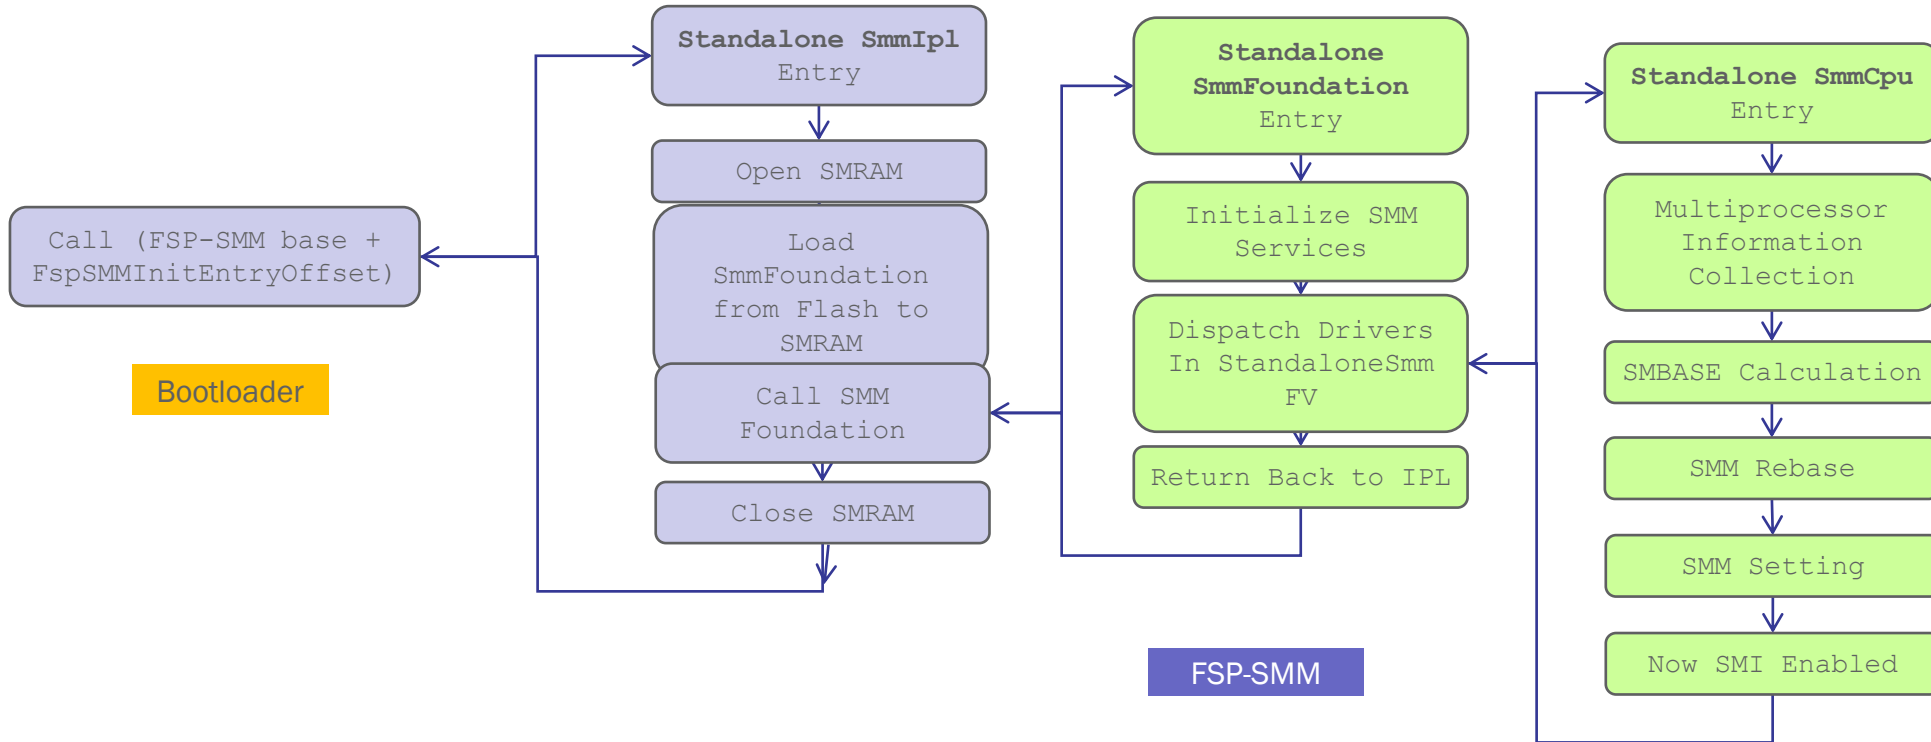 Call (FSP-SMM base +
FspSMMInitEntryOffset)
Bootloader
Standalone SmmIpl
Entry
Open SMRAM
Load
SmmFoundation
from Flash to
SMRAM
Call SMM
Foundation
Close SMRAM
Standalone
SmmFoundation
Entry
Initialize SMM
Services
Dispatch Drivers
In StandaloneSmm
FV
Return Back to IPL
FSP-SMM
Standalone SmmCpu
Entry
Multiprocessor
Information
Collection
SMBASE Calculation
SMM Rebase
SMM Setting
Now SMI Enabled